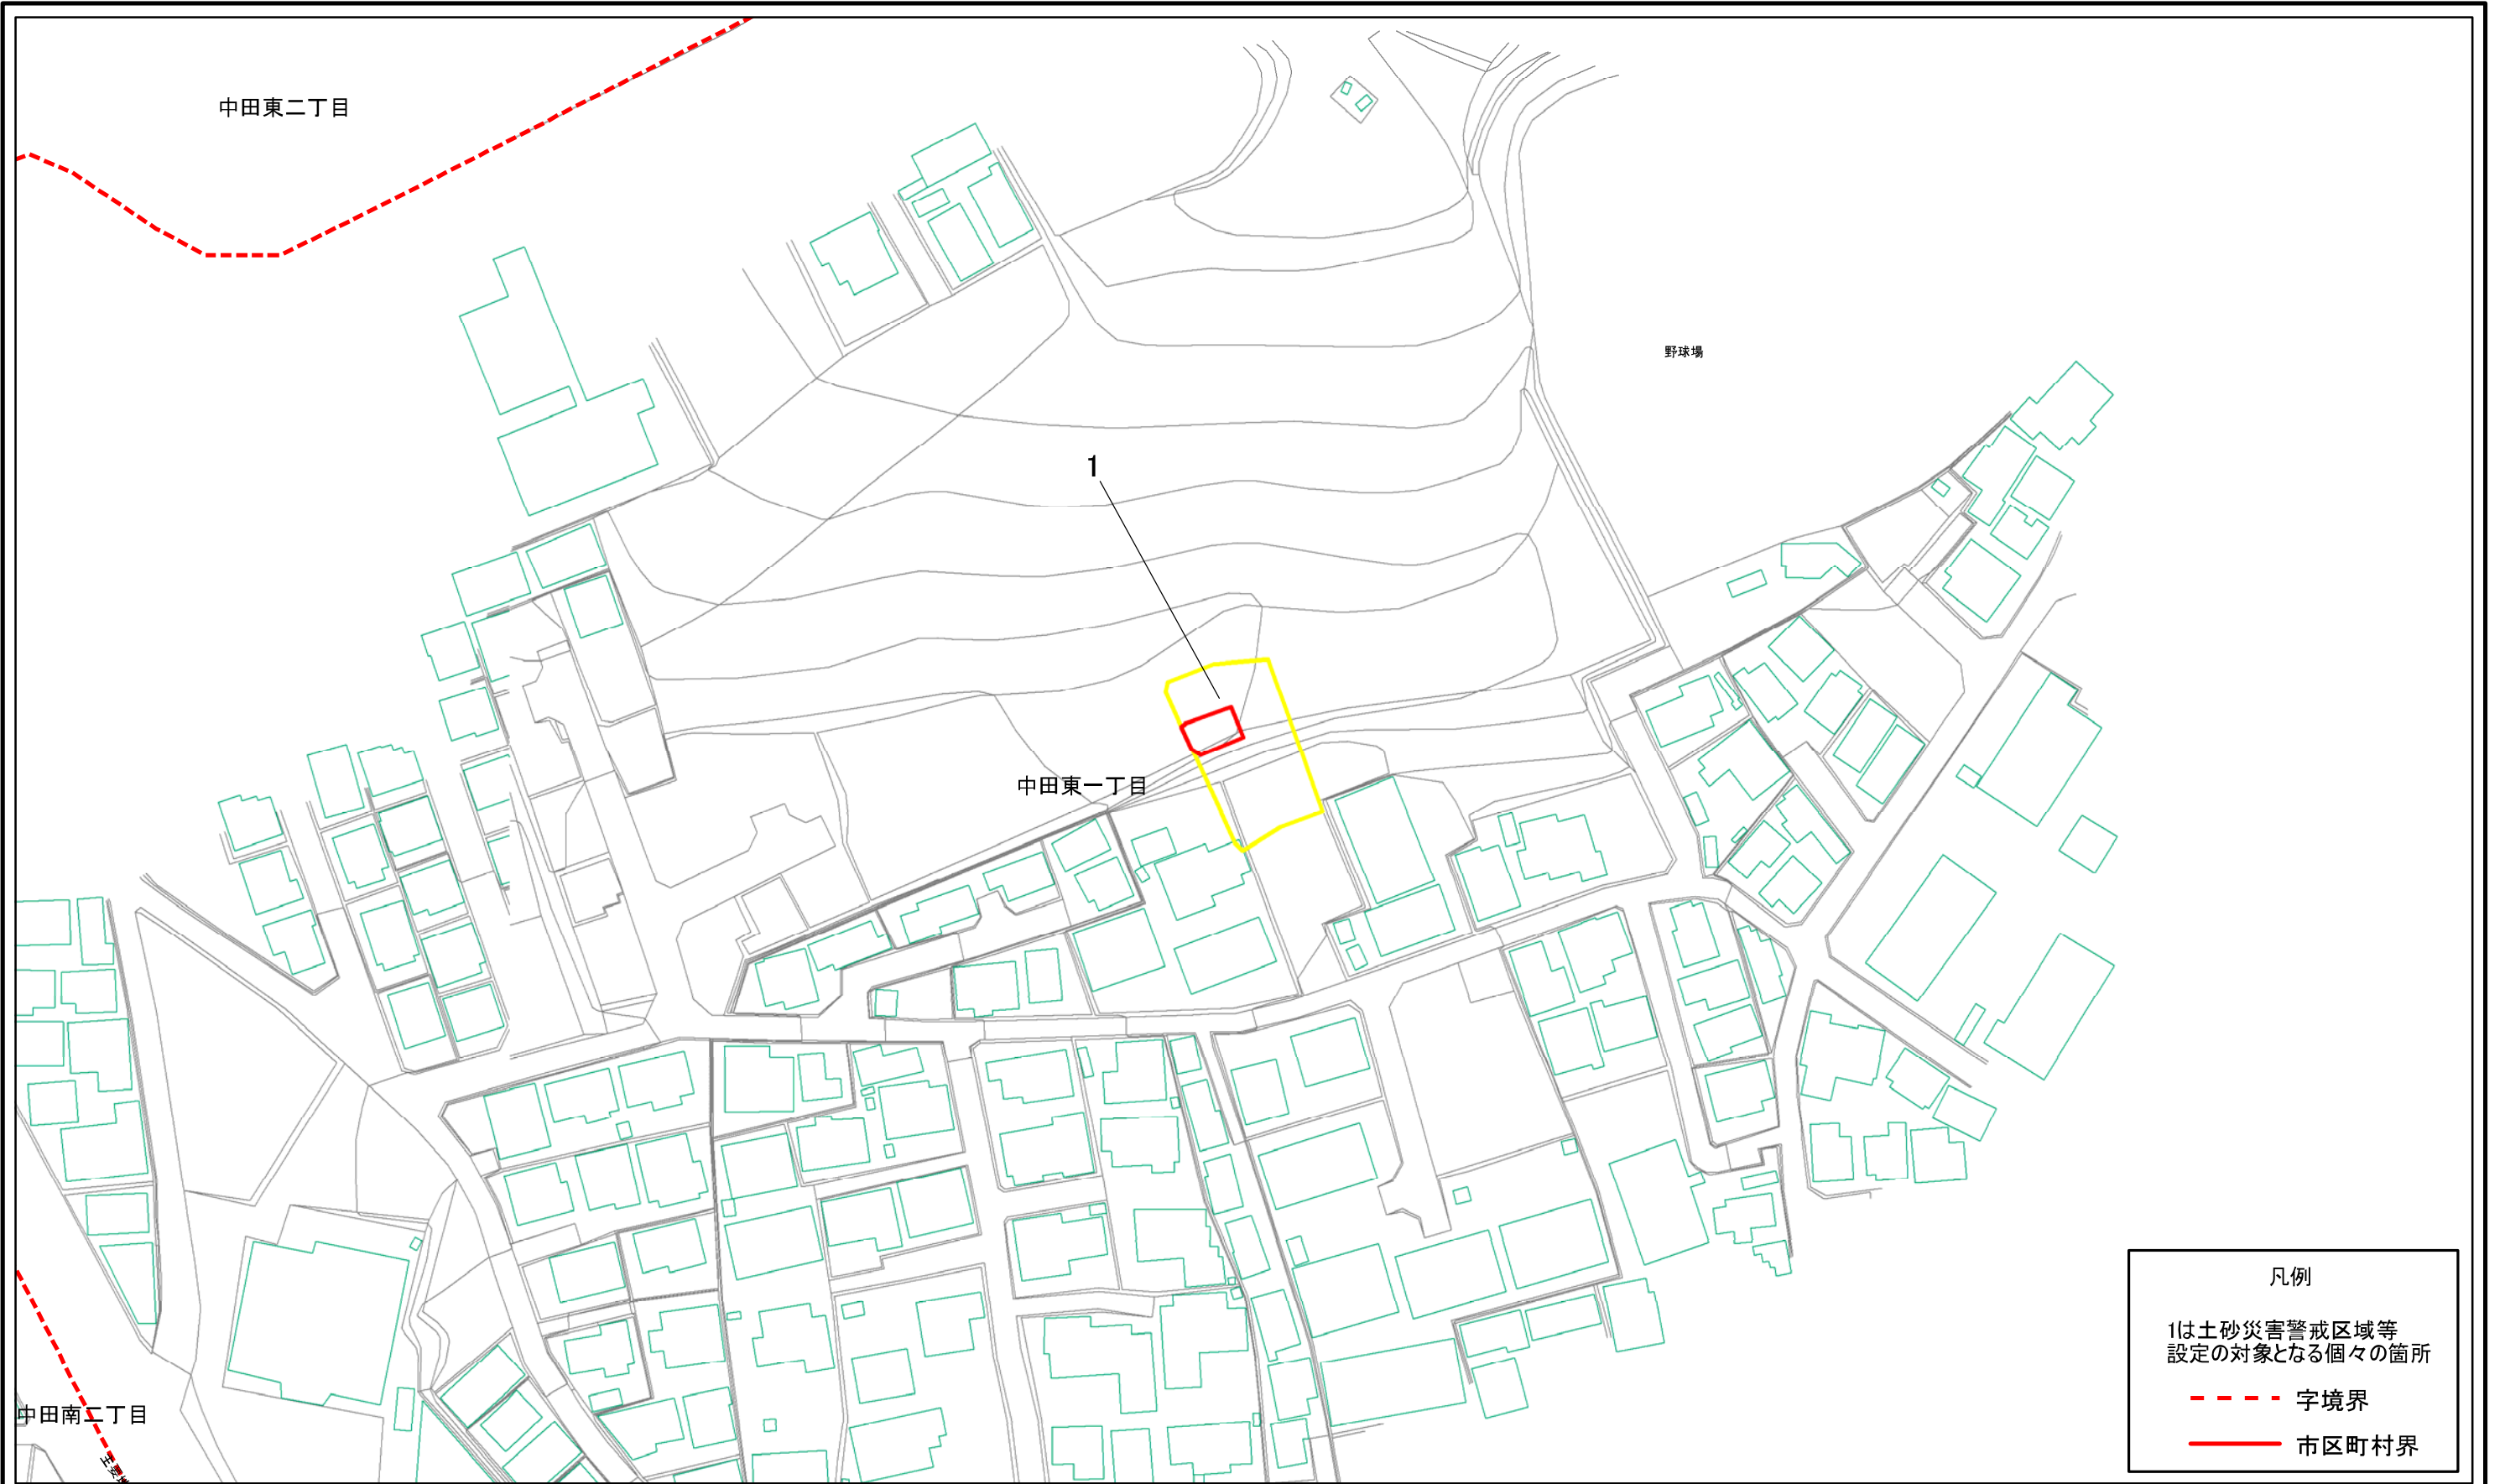 中田東二丁目
野球場
1
中田東一丁目
中田南二丁目
凡例
1は土砂災害警戒区域等
設定の対象となる個々の箇所
字境界
市区町村界